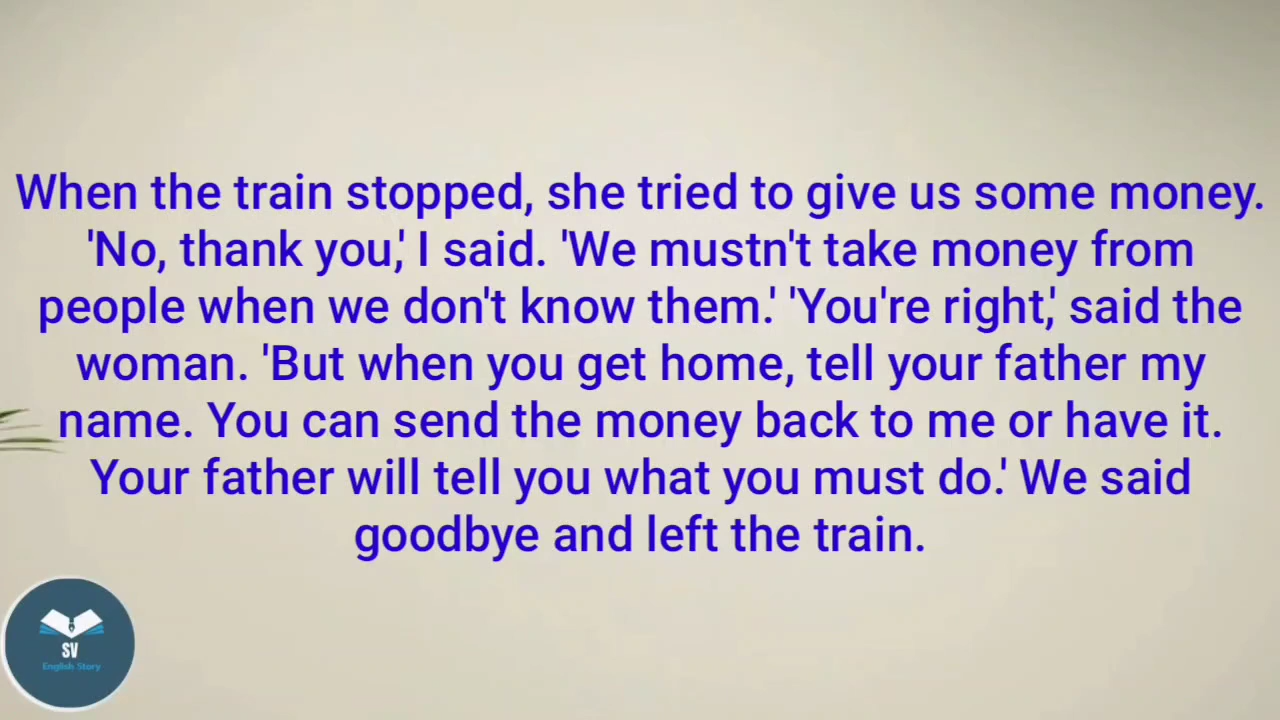 When the train stopped, she tried to give us some money.
'No, thank you,' I said. 'We mustn't take money from
people when we don't know them.' 'You're right,' said the
woman. 'But when you get home, tell your father my
name. You can send the money back to me or have it.
Your father will tell you what you must do.' We said
goodbye and left the train.
SV
English Story